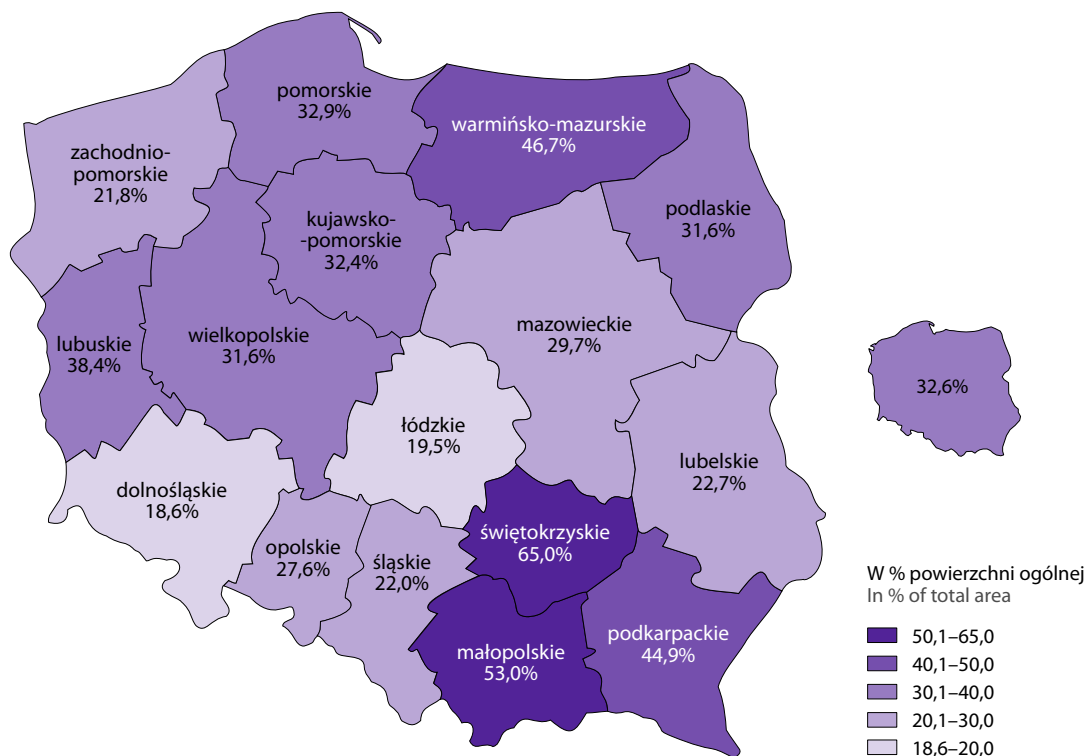 pomorskie
32,9%
warmińsko-mazurskie
46,7%
zachodnio-
pomorskie
21,8%
podlaskie
31,6%
kujawsko-
-pomorskie
32,4%
mazowieckie
29,7%
lubuskie
38,4%
wielkopolskie
31,6%
32,6%
łódzkie
19,5%
lubelskie
22,7%
dolnośląskie
18,6%
świętokrzyskie
65,0%
opolskie
27,6%
śląskie
22,0%
podkarpackie
44,9%
małopolskie
53,0%
W % powierzchni ogólnej
In % of total area
50,1–65,0
40,1–50,0
30,1–40,0
20,1–30,0
18,6–20,0